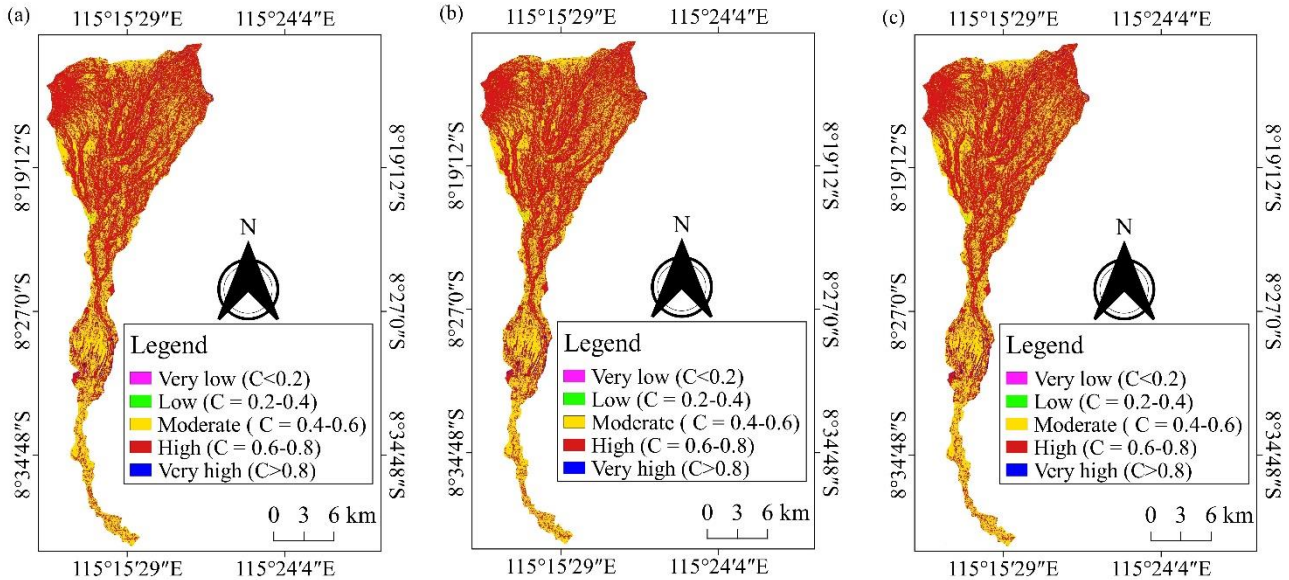 (a)
115°15′29″E
115°24′4″E
8°19′12″S
8°19′12″S
N
8°27′0″S
8°27′0″S
Legend
Very low (C<0.2)
Low (C = 0.2-0.4)
Moderate ( C = 0.4-0.6)
High (C = 0.6-0.8)
Very high (C>0.8)
8°34′48″S
8°34′48″S
0 3 6 km
115°15′29″E
115°24′4″E
(b)
115°15′29″E
115°24′4″E
8°19′12″S
8°19′12″S
N
8°27′0″S
8°27′0″S
Legend
Very low (C<0.2)
Low (C = 0.2-0.4)
Moderate ( C = 0.4-0.6)
High (C = 0.6-0.8)
Very high (C>0.8)
8°34′48″S
8°34′48″S
0 3 6 km
115°15′29″E
115°24′4″E
(c)
115°15′29″E
115°24′4″E
8°19′12″S
8°19′12″S
N
8°27′0″S
8°27′0″S
Legend
Very low (C<0.2)
Low (C = 0.2-0.4)
Moderate ( C = 0.4-0.6)
High (C = 0.6-0.8)
Very high (C>0.8)
8°34′48″S
8°34′48″S
0 3 6 km
115°15′29″E
115°24′4″E